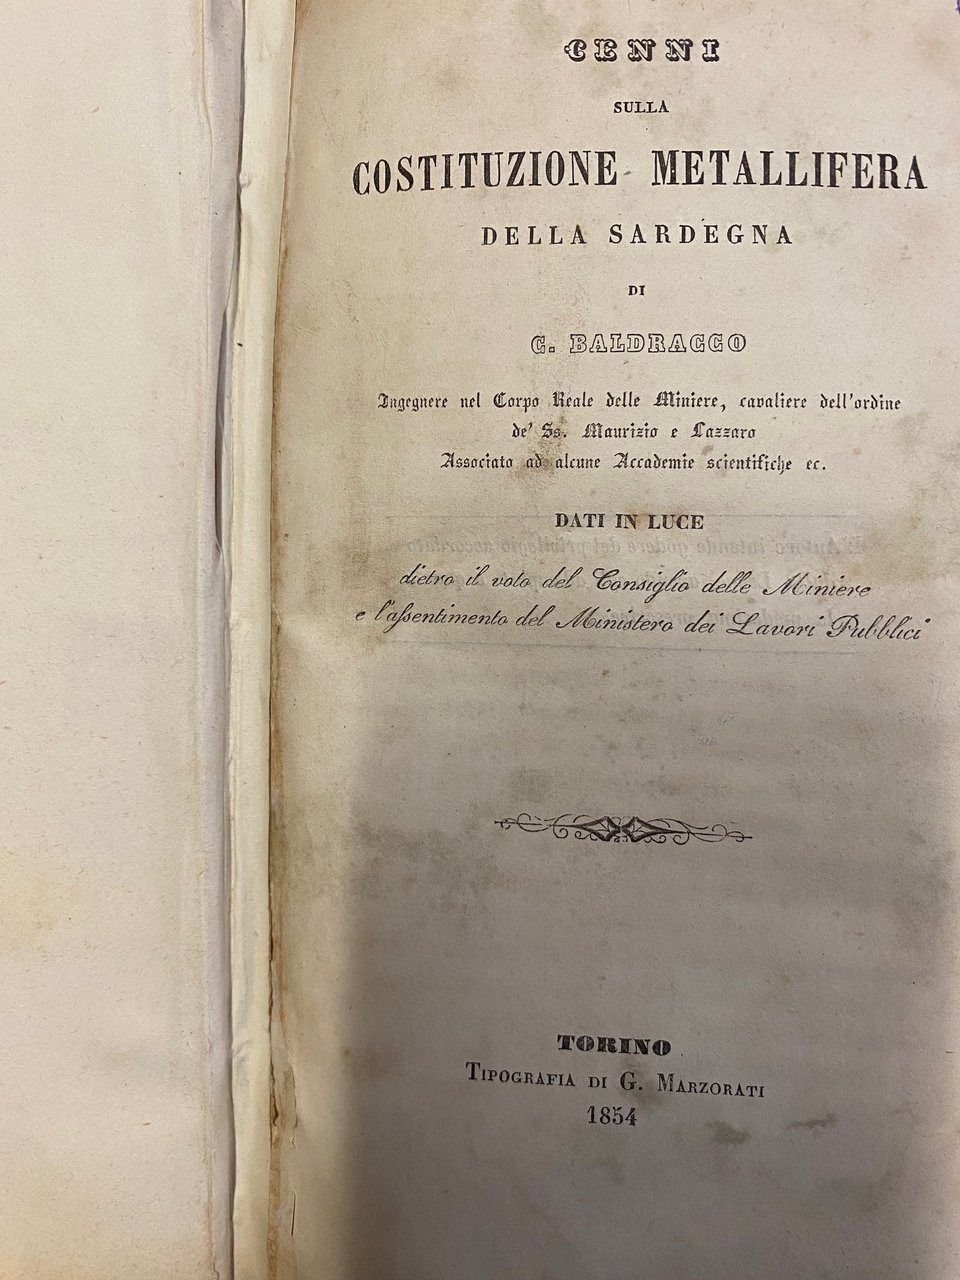 CENNI
SULLA
COSTITUZIONE METALLIFERA
DELLA SARDEGNA
DI
C. BALDRACCO
Ingegnere nel Corpo Reale delle Miniere, cavaliere dell'ordine
de' Ss. Maurizio e Lazzaro
Associato ad alcune Accademie scientifiche ec.
DATI IN LUCE
dietro il voto del Consiglio delle Miniere
e l'assentimento del Ministero dei Lavori Pubblici
TORINO
TIPOGRAFIA DI G. MARZORATI
1854